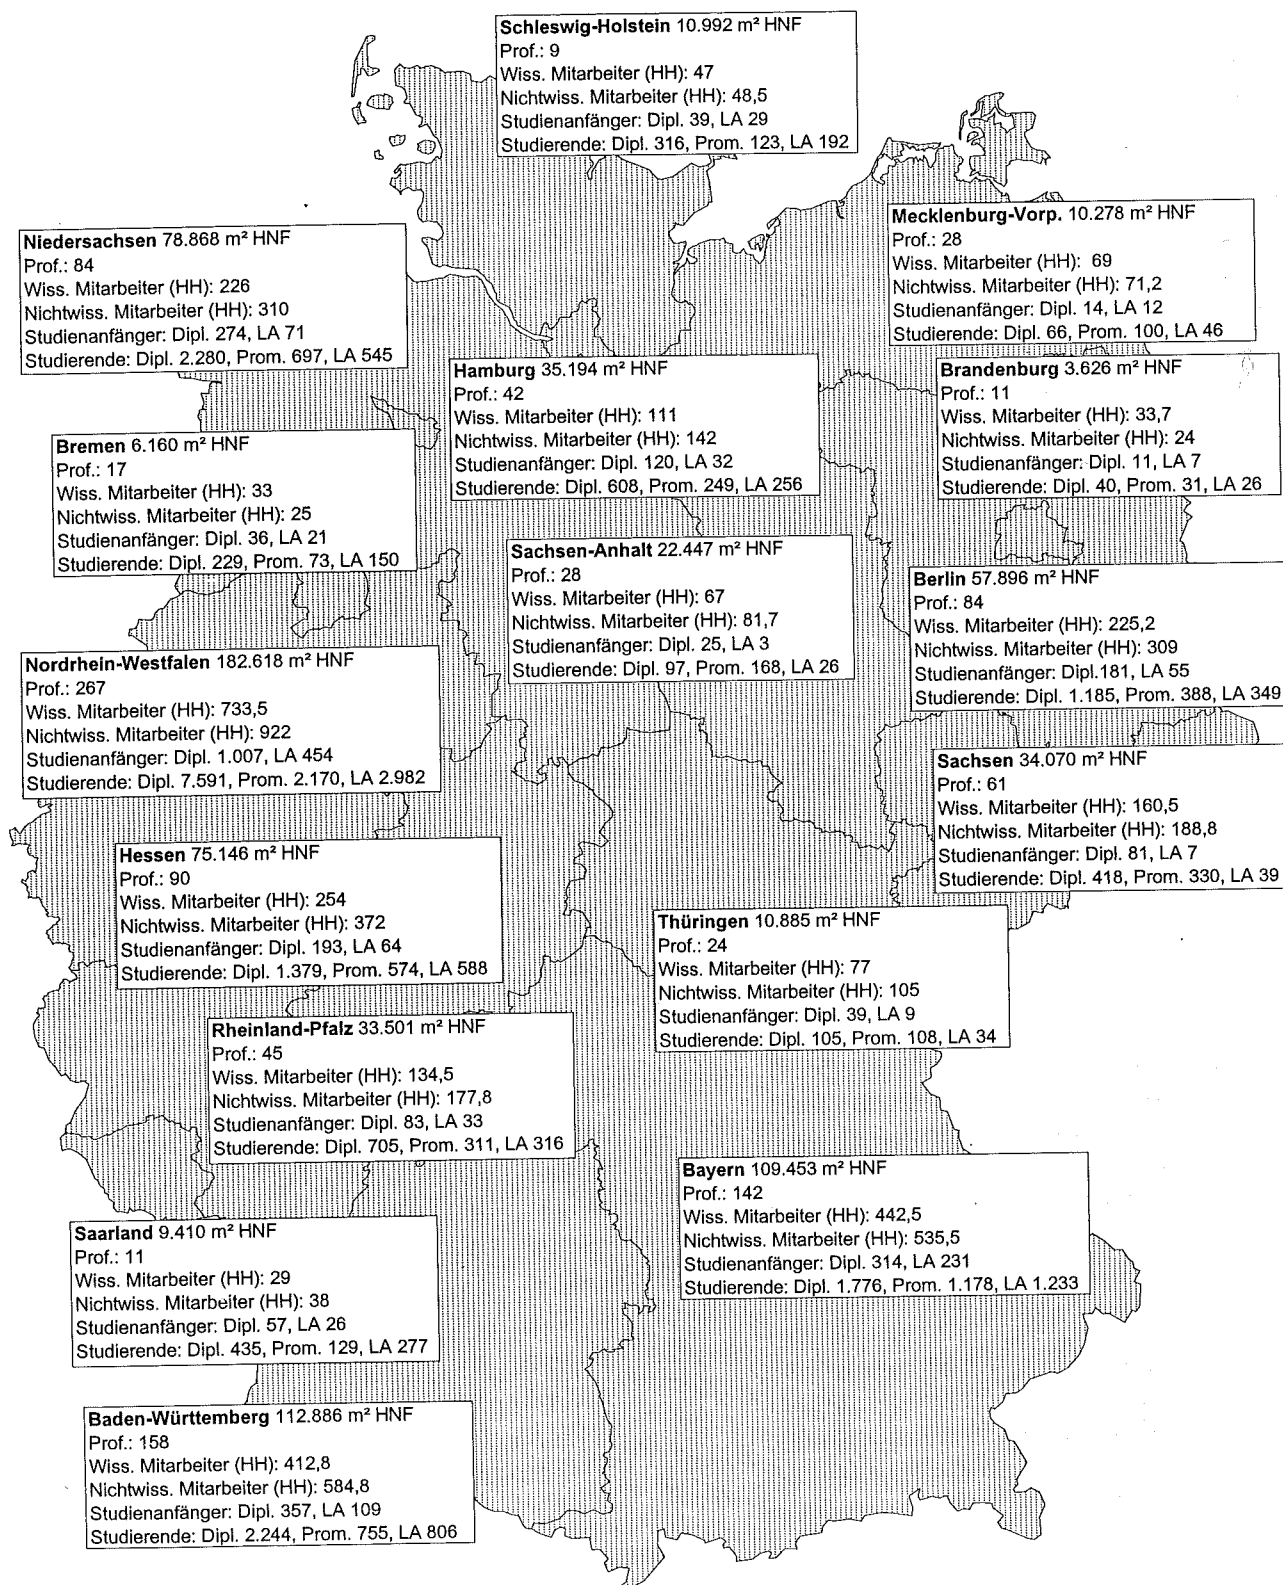 Schleswig-Holstein 10.992 m² HNF
Prof.: 9
Wiss. Mitarbeiter (HH): 47
Nichtwiss. Mitarbeiter (HH): 48,5
Studienanfänger: Dipl. 39, LA 29
Studierende: Dipl. 316, Prom. 123, LA 192
Mecklenburg-Vorp. 10.278 m² HNF
Prof.: 28
Wiss. Mitarbeiter (HH): 69
Nichtwiss. Mitarbeiter (HH): 71,2
Studienanfänger: Dipl. 14, LA 12
Studierende: Dipl. 66, Prom. 100, LA 46
Niedersachsen 78.868 m² HNF
Prof.: 84
Wiss. Mitarbeiter (HH): 226
Nichtwiss. Mitarbeiter (HH): 310
Studienanfänger: Dipl. 274, LA 71
Studierende: Dipl. 2.280, Prom. 697, LA 545
Hamburg 35.194 m² HNF
Prof.: 42
Wiss. Mitarbeiter (HH): 111
Nichtwiss. Mitarbeiter (HH): 142
Studienanfänger: Dipl. 120, LA 32
Studierende: Dipl. 608, Prom. 249, LA 256
Brandenburg 3.626 m² HNF
Prof.: 11
Wiss. Mitarbeiter (HH): 33,7
Nichtwiss. Mitarbeiter (HH): 24
Studienanfänger: Dipl. 11, LA 7
Studierende: Dipl. 40, Prom. 31, LA 26
Bremen 6.160 m² HNF
Prof.: 17
Wiss. Mitarbeiter (HH): 33
Nichtwiss. Mitarbeiter (HH): 25
Studienanfänger: Dipl. 36, LA 21
Studierende: Dipl. 229, Prom. 73, LA 150
Sachsen-Anhalt 22.447 m² HNF
Prof.: 28
Wiss. Mitarbeiter (HH): 67
Nichtwiss. Mitarbeiter (HH): 81,7
Studienanfänger: Dipl. 25, LA 3
Studierende: Dipl. 97, Prom. 168, LA 26
Berlin 57.896 m² HNF
Prof.: 84
Wiss. Mitarbeiter (HH): 225,2
Nichtwiss. Mitarbeiter (HH): 309
Studienanfänger: Dipl.181, LA 55
Studierende: Dipl. 1.185, Prom. 388, LA 349
Nordrhein-Westfalen 182.618 m² HNF
Prof.: 267
Wiss. Mitarbeiter (HH): 733,5
Nichtwiss. Mitarbeiter (HH): 922
Studienanfänger: Dipl. 1.007, LA 454
Studierende: Dipl. 7.591, Prom. 2.170, LA 2.982
Sachsen 34.070 m² HNF
Prof.: 61
Wiss. Mitarbeiter (HH): 160,5
Nichtwiss. Mitarbeiter (HH): 188,8
Studienanfänger: Dipl. 81, LA 7
Studierende: Dipl. 418, Prom. 330, LA 39
Hessen 75.146 m² HNF
Prof.: 90
Wiss. Mitarbeiter (HH): 254
Nichtwiss. Mitarbeiter (HH): 372
Studienanfänger: Dipl. 193, LA 64
Studierende: Dipl. 1.379, Prom. 574, LA 588
Thüringen 10.885 m² HNF
Prof.: 24
Wiss. Mitarbeiter (HH): 77
Nichtwiss. Mitarbeiter (HH): 105
Studienanfänger: Dipl. 39, LA 9
Studierende: Dipl. 105, Prom. 108, LA 34
Rheinland-Pfalz 33.501 m² HNF
Prof.: 45
Wiss. Mitarbeiter (HH): 134,5
Nichtwiss. Mitarbeiter (HH): 177,8
Studienanfänger: Dipl. 83, LA 33
Studierende: Dipl. 705, Prom. 311, LA 316
Bayern 109.453 m² HNF
Prof.: 142
Wiss. Mitarbeiter (HH): 442,5
Nichtwiss. Mitarbeiter (HH): 535,5
Studienanfänger: Dipl. 314, LA 231
Studierende: Dipl. 1.776, Prom. 1.178, LA 1.233
Saarland 9.410 m² HNF
Prof.: 11
Wiss. Mitarbeiter (HH): 29
Nichtwiss. Mitarbeiter (HH): 38
Studienanfänger: Dipl. 57, LA 26
Studierende: Dipl. 435, Prom. 129, LA 277
Baden-Württemberg 112.886 m² HNF
Prof.: 158
Wiss. Mitarbeiter (HH): 412,8
Nichtwiss. Mitarbeiter (HH): 584,8
Studienanfänger: Dipl. 357, LA 109
Studierende: Dipl. 2.244, Prom. 755, LA 806